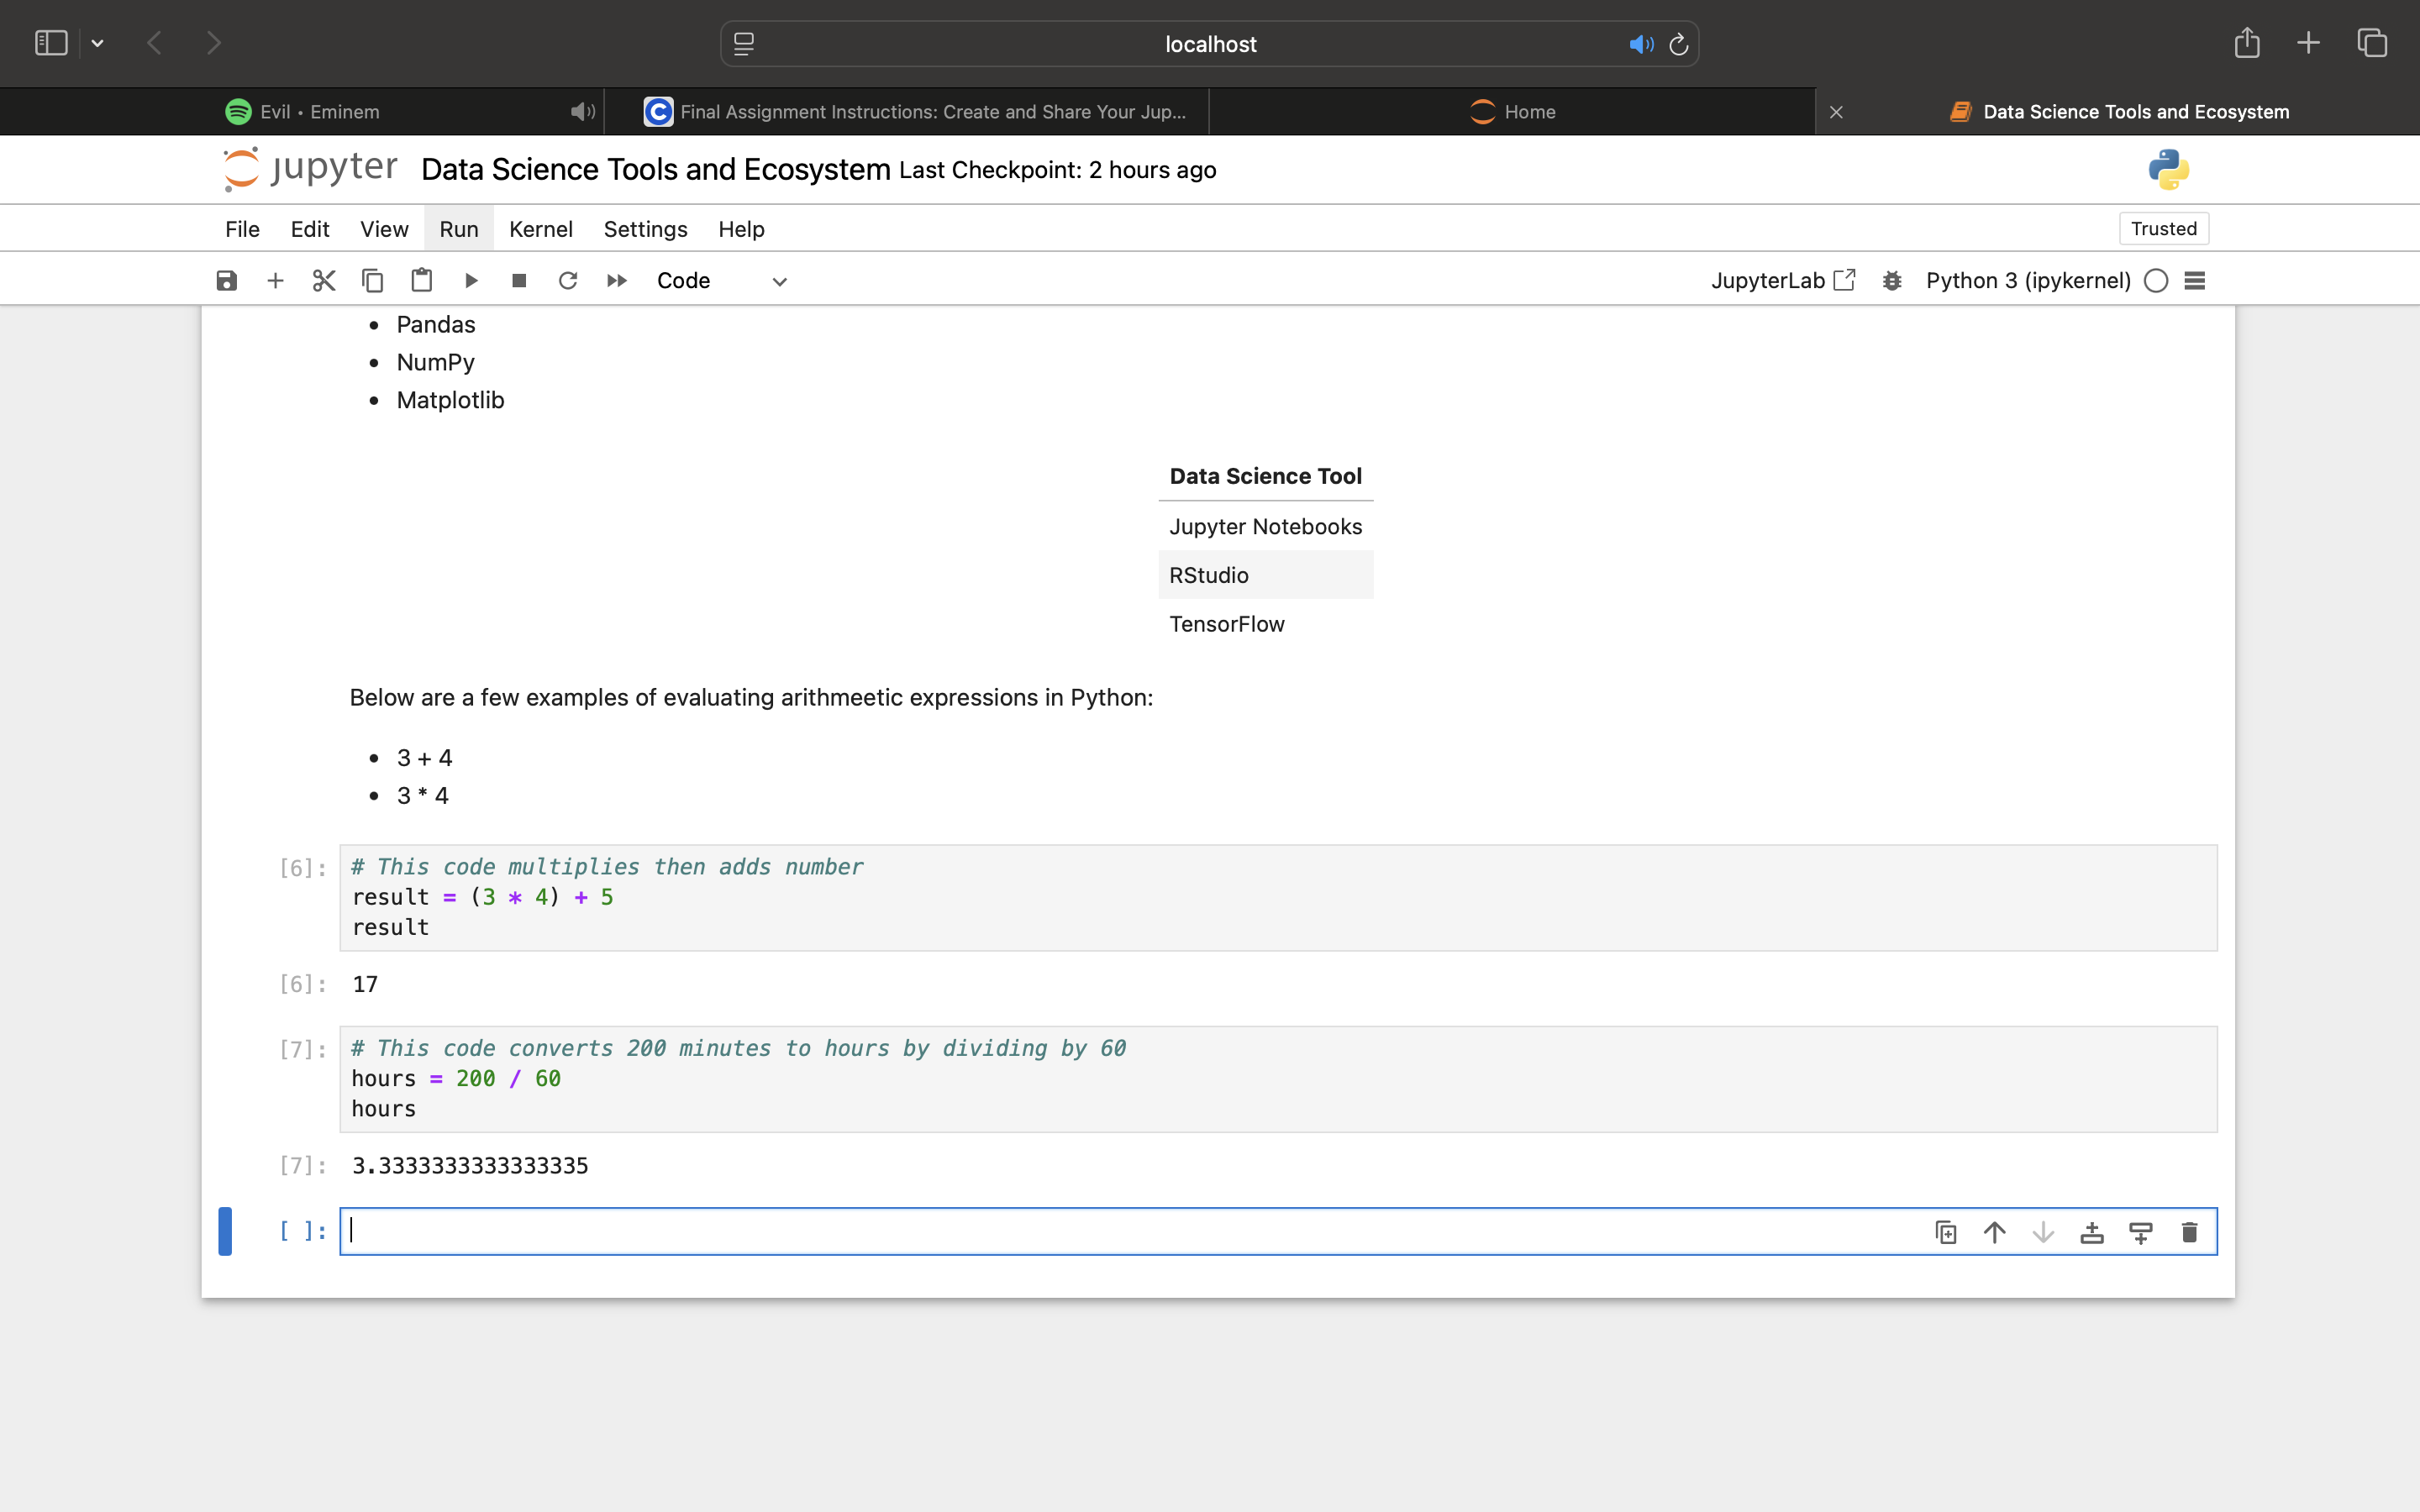 localhost
Evil • Eminem
Final Assignment Instructions: Create and Share Your Jup...
Home
Data Science Tools and Ecosystem
jupyter Data Science Tools and Ecosystem Last Checkpoint: 2 hours ago
File Edit View Run Kernel Settings Help
Trusted
Code
JupyterLab
Python 3 (ipykernel)
• Pandas
• NumPy
• Matplotlib
Data Science Tool
Jupyter Notebooks
RStudio
TensorFlow
Below are a few examples of evaluating arithmeetic expressions in Python:
• 3 + 4
• 3 * 4
[6]: # This code multiplies then adds number
result = (3 * 4) + 5
result
[6]: 17
[7]: # This code converts 200 minutes to hours by dividing by 60
hours = 200 / 60
hours
[7]: 3.3333333333333335
[ ]: